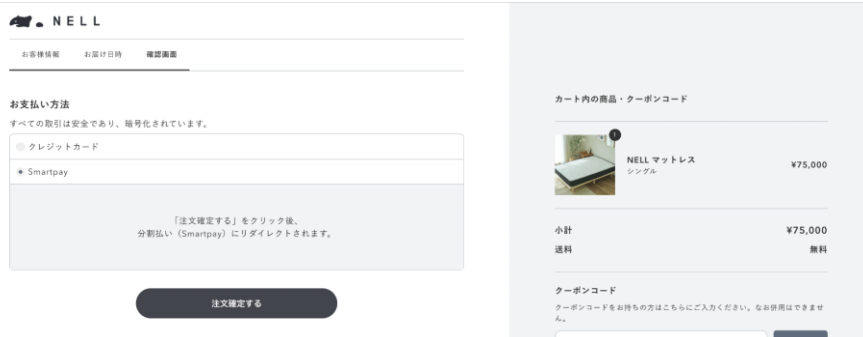 NELL
お客様情報 お届け日時 確認画面
お支払い方法
すべての取引は安全であり、暗号化されています。
クレジットカード
Smartpay
「注文確定する」をクリック後、
分割払い（Smartpay）にリダイレクトされます。
注文確定する
カート内の商品・クーポンコード
1
NELL マットレス
シングル
¥75,000
小計 ¥75,000
送料 無料
クーポンコード
クーポンコードをお持ちの方はこちらにご入力ください。なお併用はできませ
ん。